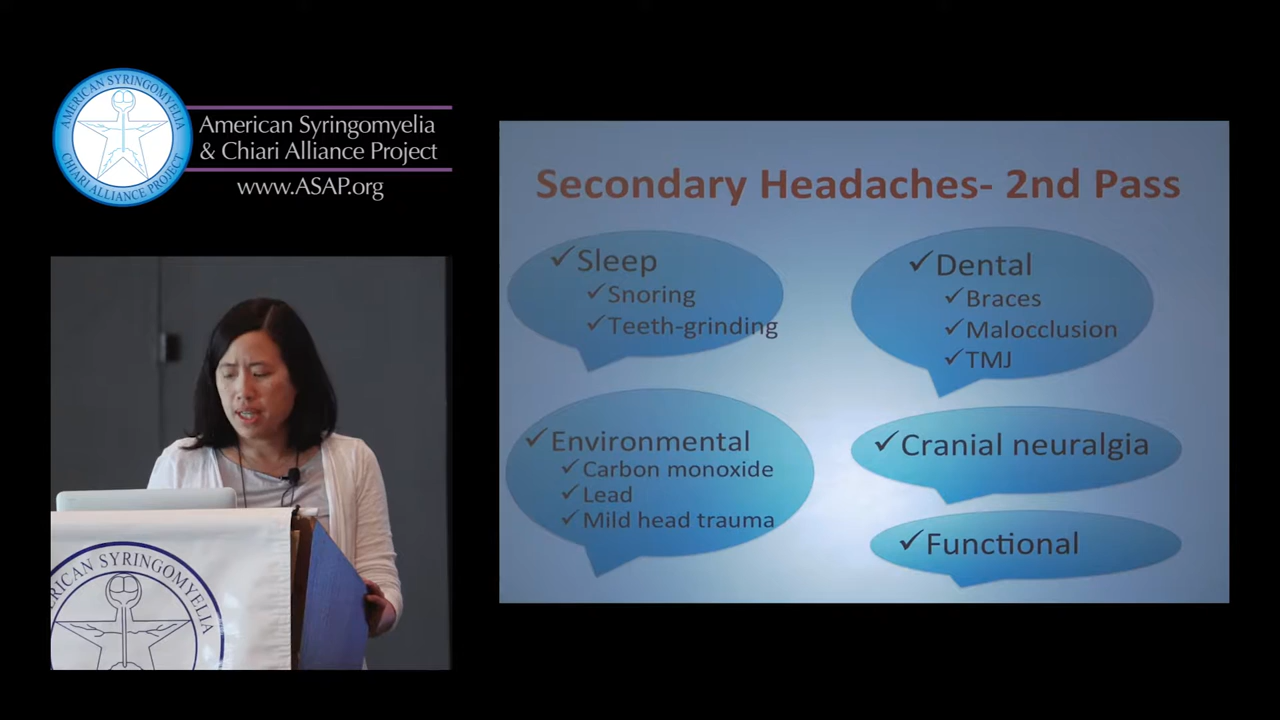 AMERICAN SYRINGOMYELIA
CHIARI ALLIANCE PROJECT
American Syringomyelia
& Chiari Alliance Project
www.ASAP.org
Secondary Headaches- 2nd Pass
✓Sleep
✓Snoring
✓Teeth-grinding
✓Dental
✓Braces
✓Malocclusion
✓TMJ
✓Environmental
✓Carbon monoxide
✓Lead
✓Mild head trauma
✓Cranial neuralgia
✓Functional
RICAN SYRINGOMYELIA